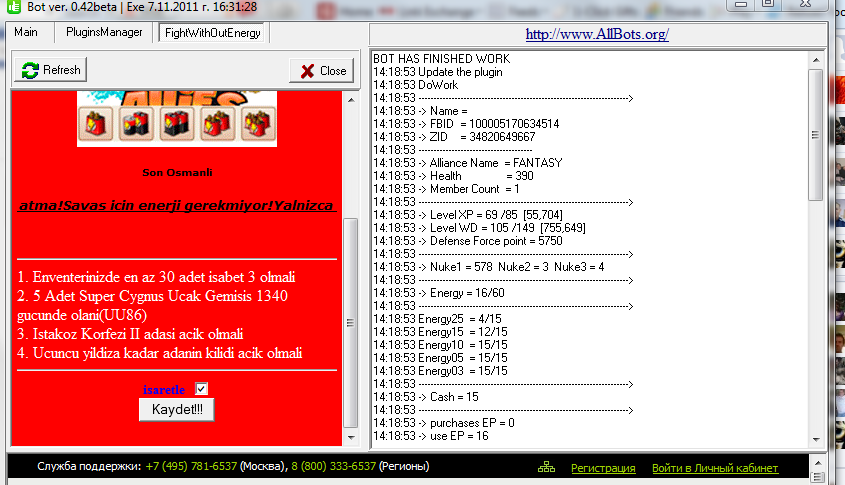 Bot ver. 0.42beta | Exe 7.11.2011 г. 16:31:28
Main PluginsManager FightWithOutEnergy
http://www.AllBots.org/
Refresh Close
Son Osmanli
atma!Savas icin enerji gerekmiyor!Yalnizca
1. Enventerinizde en az 30 adet isabet 3 olmali
2. 5 Adet Super Cygnus Ucak Gemisis 1340
gucunde olani(UU86)
3. Istakoz Korfezi II adasi acik olmali
4. Ucuncu yildiza kadar adanin kilidi acik olmali
isaretle
Kaydet!!!
BOT HAS FINISHED WORK
14:18:53 Update the plugin
14:18:53 DoWork
14:18:53 ------------------------------------------------------------>
14:18:53 -> Name =
14:18:53 -> FBID = 100005170634514
14:18:53 -> ZID = 34820649667
14:18:53 --------------------------------
14:18:53 -> Alliance Name = FANTASY
14:18:53 -> Health = 390
14:18:53 -> Member Count = 1
14:18:53 ------------------------------------------------------------>
14:18:53 -> Level XP = 69 /85 [55,704]
14:18:53 -> Level WD = 105 /149 [755,649]
14:18:53 -> Defense Force point = 5750
14:18:53 ------------------------------------------------------------>
14:18:53 -> Nuke1 = 578 Nuke2 = 3 Nuke3 = 4
14:18:53 ------------------------------------------------------------>
14:18:53 -> Energy = 16/60
14:18:53 ------------------------------------------------------------>
14:18:53 Energy25 = 4/15
14:18:53 Energy15 = 12/15
14:18:53 Energy10 = 15/15
14:18:53 Energy05 = 15/15
14:18:53 Energy03 = 15/15
14:18:53 ------------------------------------------------------------>
14:18:53 -> Cash = 15
14:18:53 ------------------------------------------------------------>
14:18:53 -> purchases EP = 0
14:18:53 -> use EP = 16
Служба поддержки: +7 (495) 781-6537 (Москва), 8 (800) 333-6537 (Регионы) Регистрация Войти в Личный кабинет